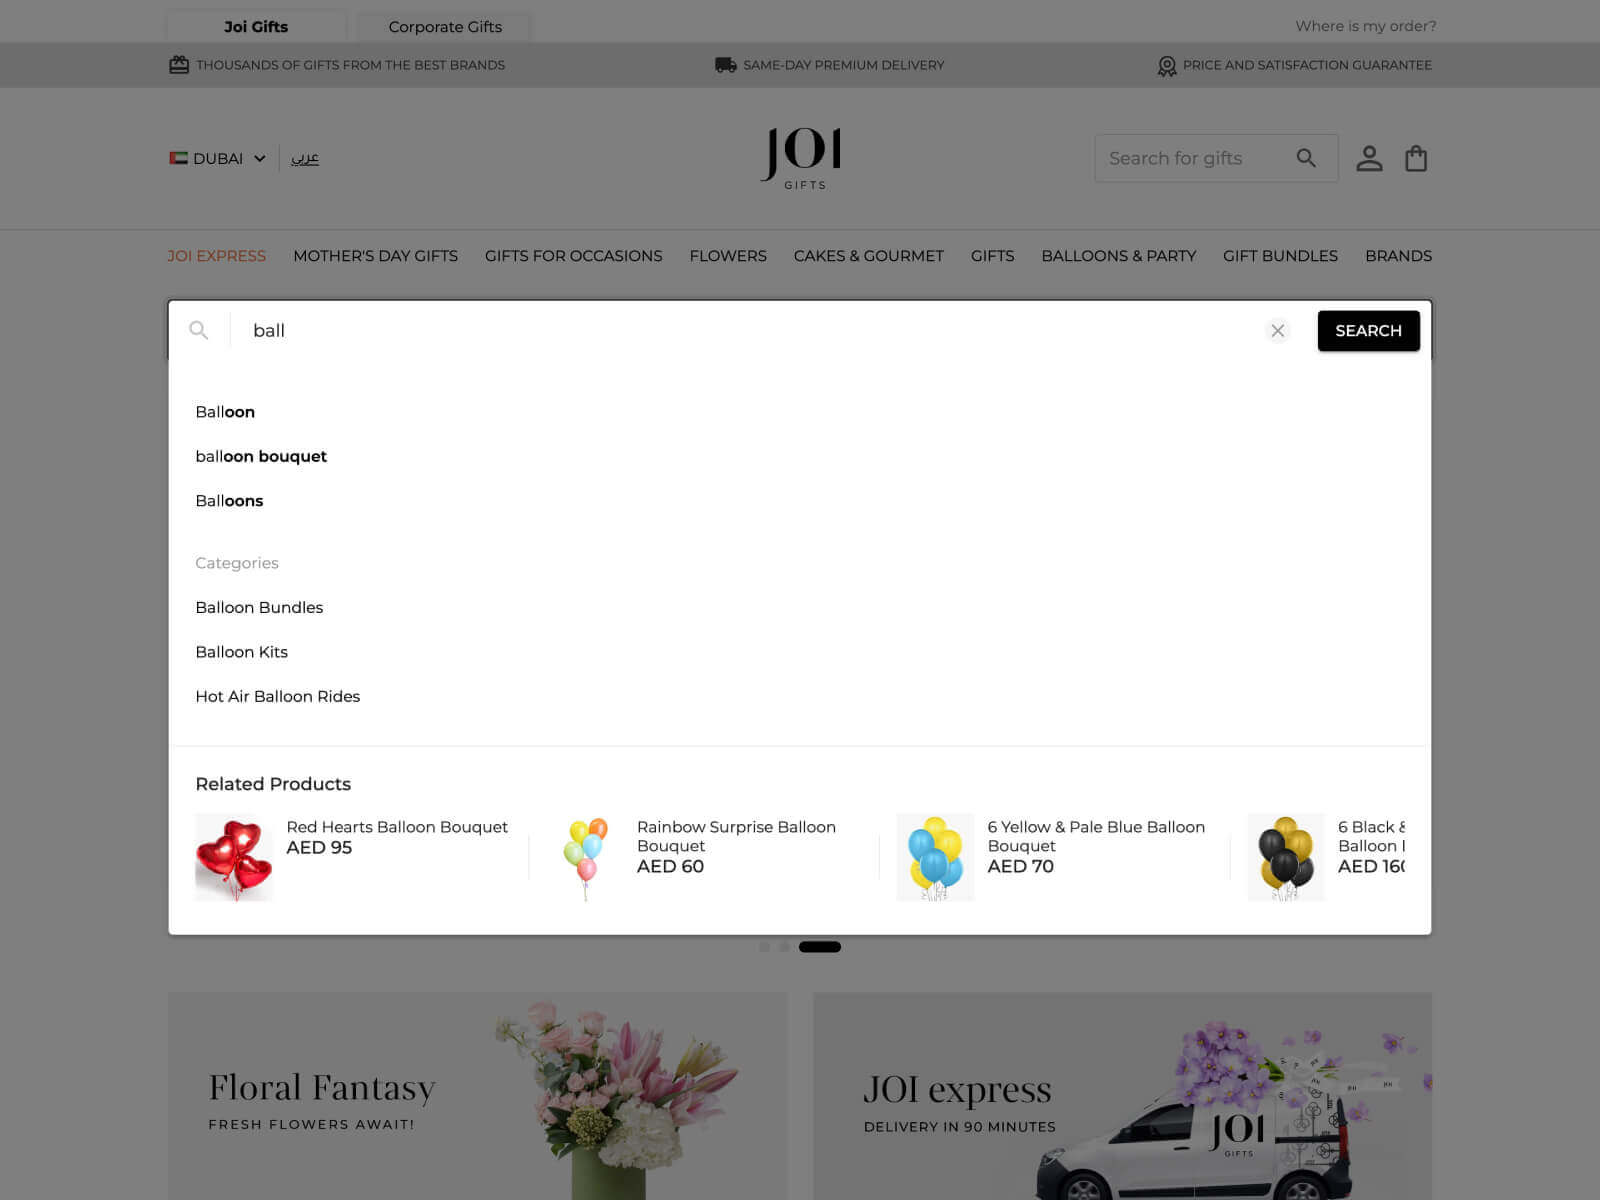 Joi Gifts
Corporate Gifts
Where is my order?
THOUSANDS OF GIFTS FROM THE BEST BRANDS
SAME-DAY PREMIUM DELIVERY
PRICE AND SATISFACTION GUARANTEE
DUBAI
عربي
JOI
GIFTS
Search for gifts
JOI EXPRESS
MOTHER'S DAY GIFTS
GIFTS FOR OCCASIONS
FLOWERS
CAKES & GOURMET
GIFTS
BALLOONS & PARTY
GIFT BUNDLES
BRANDS
ball
SEARCH
Balloon
balloon bouquet
Balloons
Categories
Balloon Bundles
Balloon Kits
Hot Air Balloon Rides
Related Products
Red Hearts Balloon Bouquet
AED 95
Rainbow Surprise Balloon
Bouquet
AED 60
6 Yellow & Pale Blue Balloon
Bouquet
AED 70
6 Black &
Balloon
AED 160
Floral Fantasy
FRESH FLOWERS AWAIT!
JOI express
DELIVERY IN 90 MINUTES
JOI
GIFTS